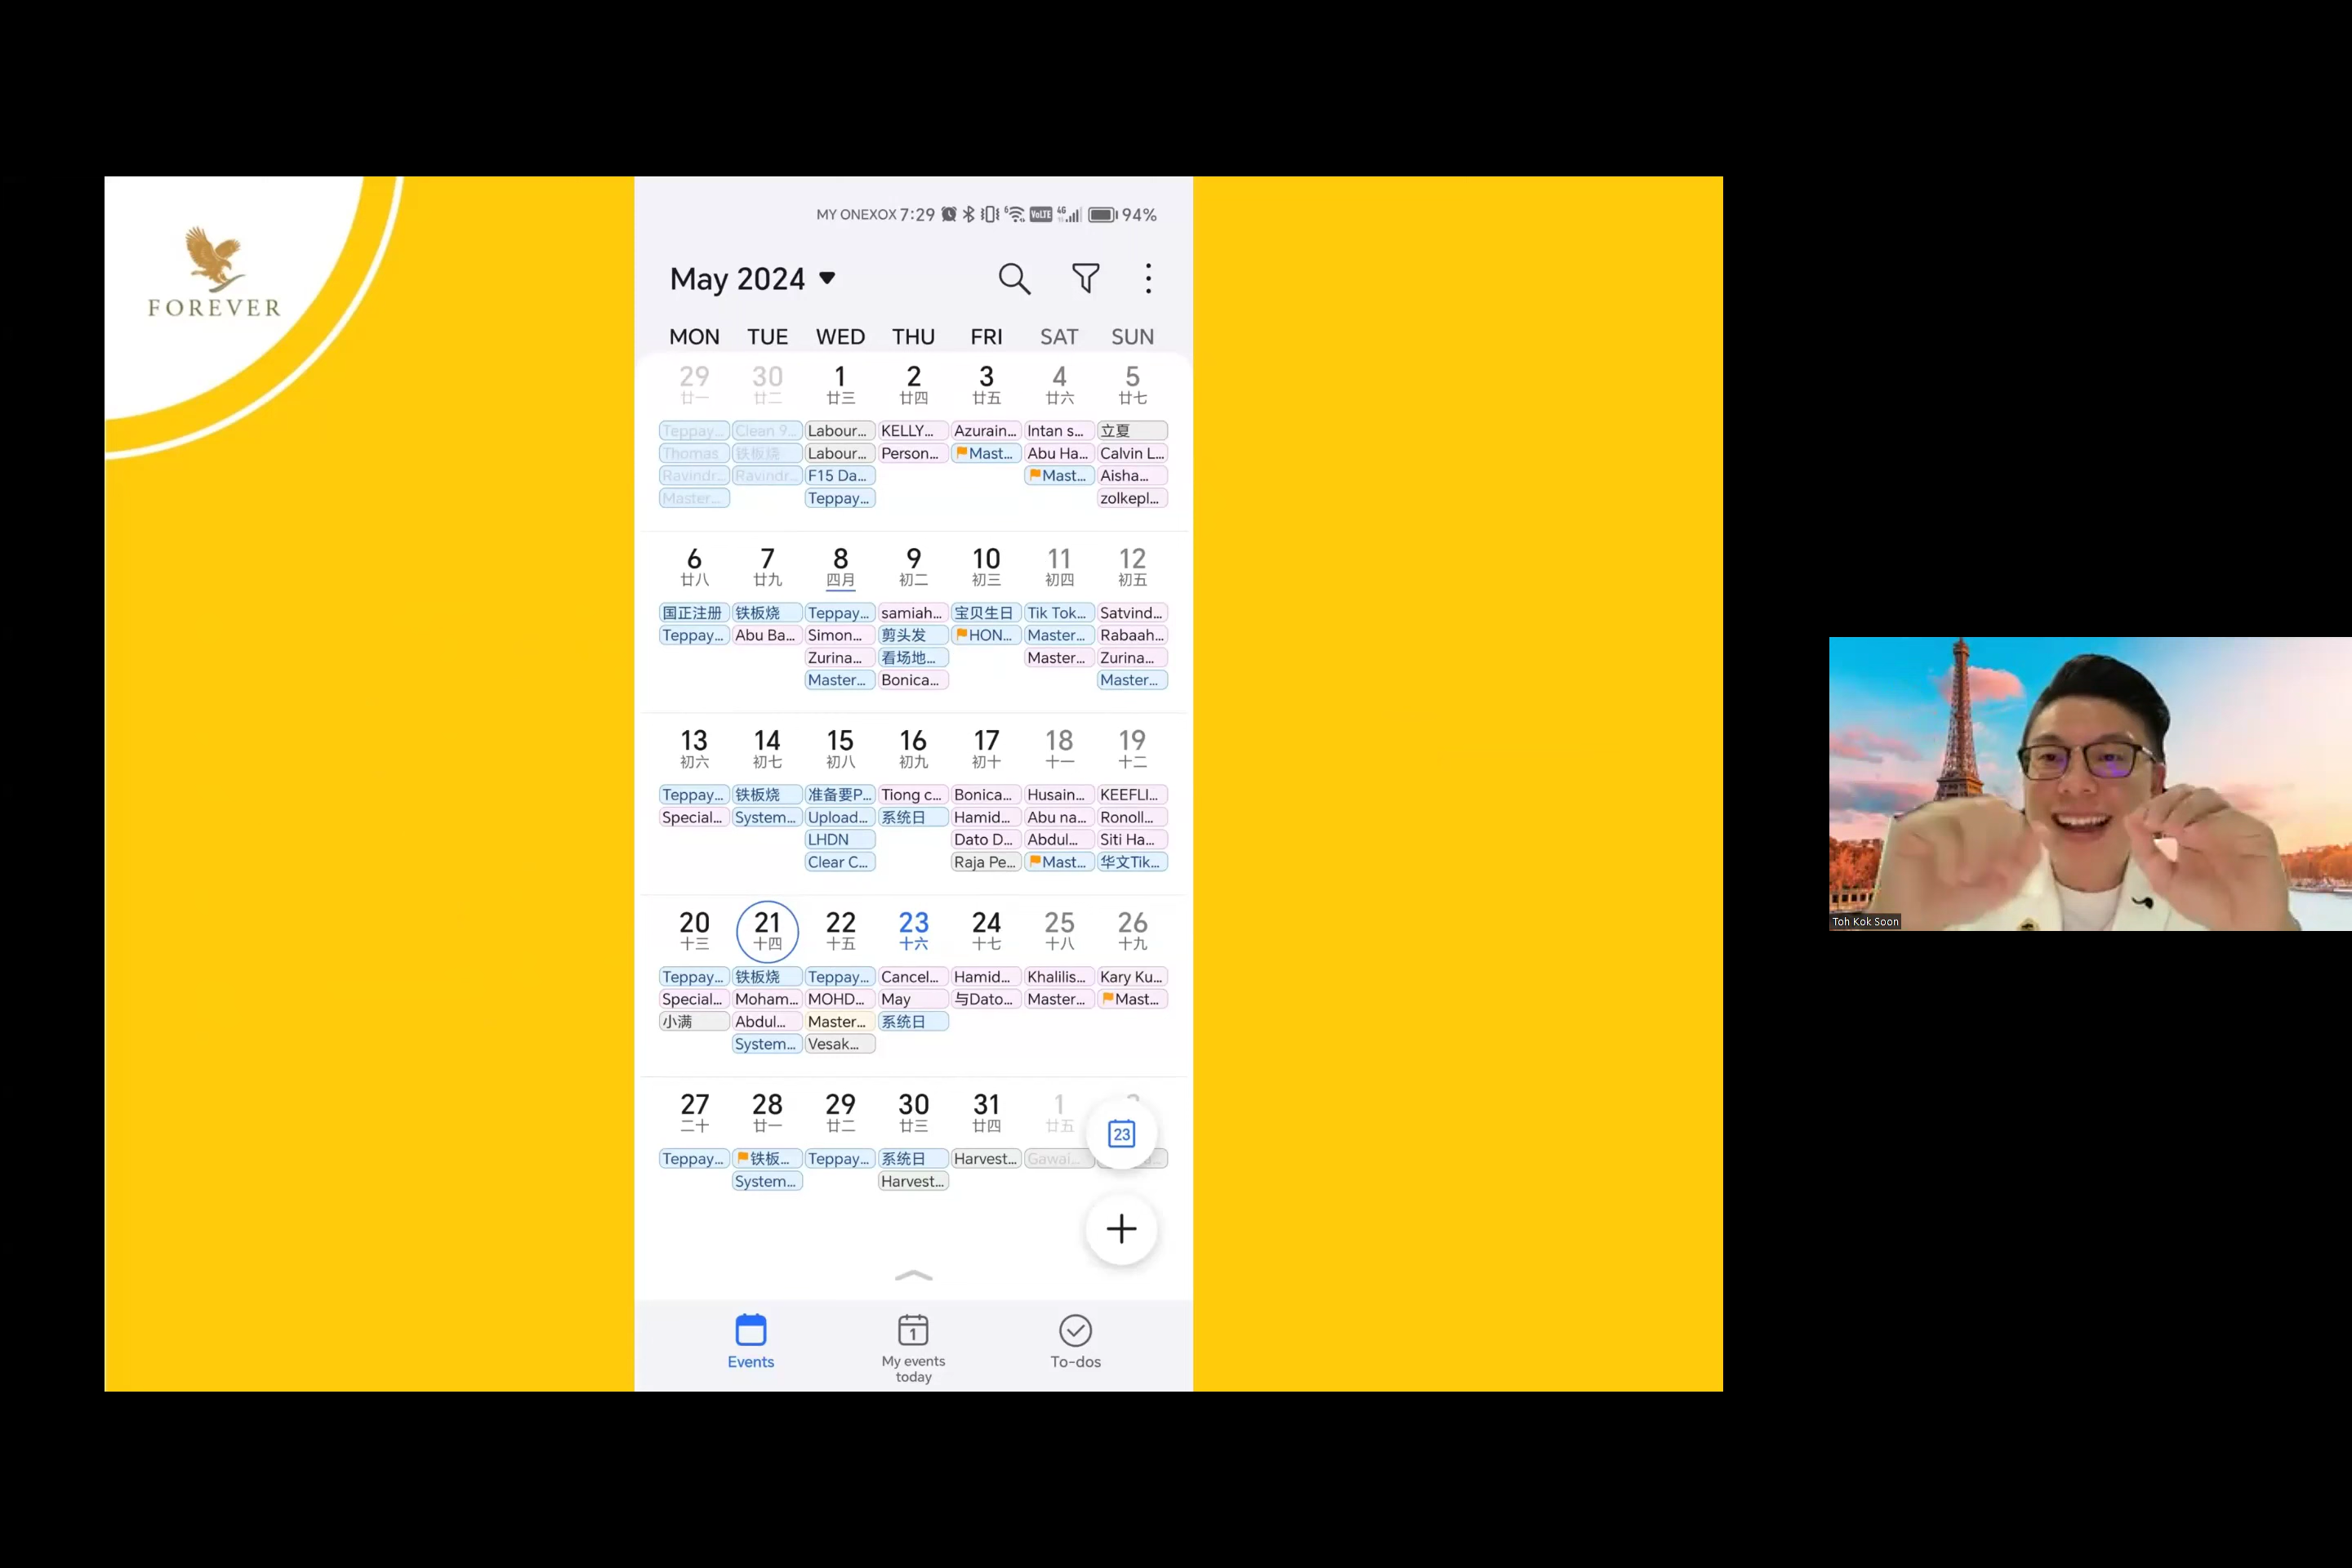 FOREVER
MY ONEXOX 7:29 6 VoLTE 4G 94%
May 2024
MON TUE WED THU FRI SAT SUN
29 30 1 2 3 4 5
廿一 廿二 廿三 廿四 廿五 廿六 廿七
Teppay... Clean 9... Labour... KELLY... Azurain... Intan s... 立夏
Thomas 铁板烧 Labour... Person... Mast... Abu Ha... Calvin L...
Ravindr... Ravindr... F15 Da... Mast... Aisha...
Master... Teppay... zolkepl...
6 7 8 9 10 11 12
廿八 廿九 四月 初二 初三 初四 初五
国正注册 铁板烧 Teppay... samiah... 宝贝生日 Tik Tok... Satvind...
Teppay... Abu Ba... Simon... 剪头发 HON... Master... Rabaah...
Zurina... 看场地... Master... Zurina...
Master... Bonica... Master...
13 14 15 16 17 18 19
初六 初七 初八 初九 初十 十一 十二
Teppay... 铁板烧 准备要P... Tiong c... Bonica... Husain... KEEFLI...
Special... System... Upload... 系统日 Hamid... Abu na... Ronoll...
LHDN Dato D... Abdul... Siti Ha...
Clear C... Raja Pe... Mast... 华文Tik...
20 21 22 23 24 25 26
十三 十四 十五 十六 十七 十八 十九
Teppay... 铁板烧 Teppay... Cancel... Hamid... Khalilis... Kary Ku...
Special... Moham... MOHD... May 与Dato... Master... Mast...
小满 Abdul... Master... 系统日
System... Vesak...
27 28 29 30 31 1
二十 廿一 廿二 廿三 廿四 廿五
23
Teppay... 铁板... Teppay... 系统日 Harvest... Gawai...
System... Harvest...
Events
1
My events
today
To-dos
Toh Kok Soon